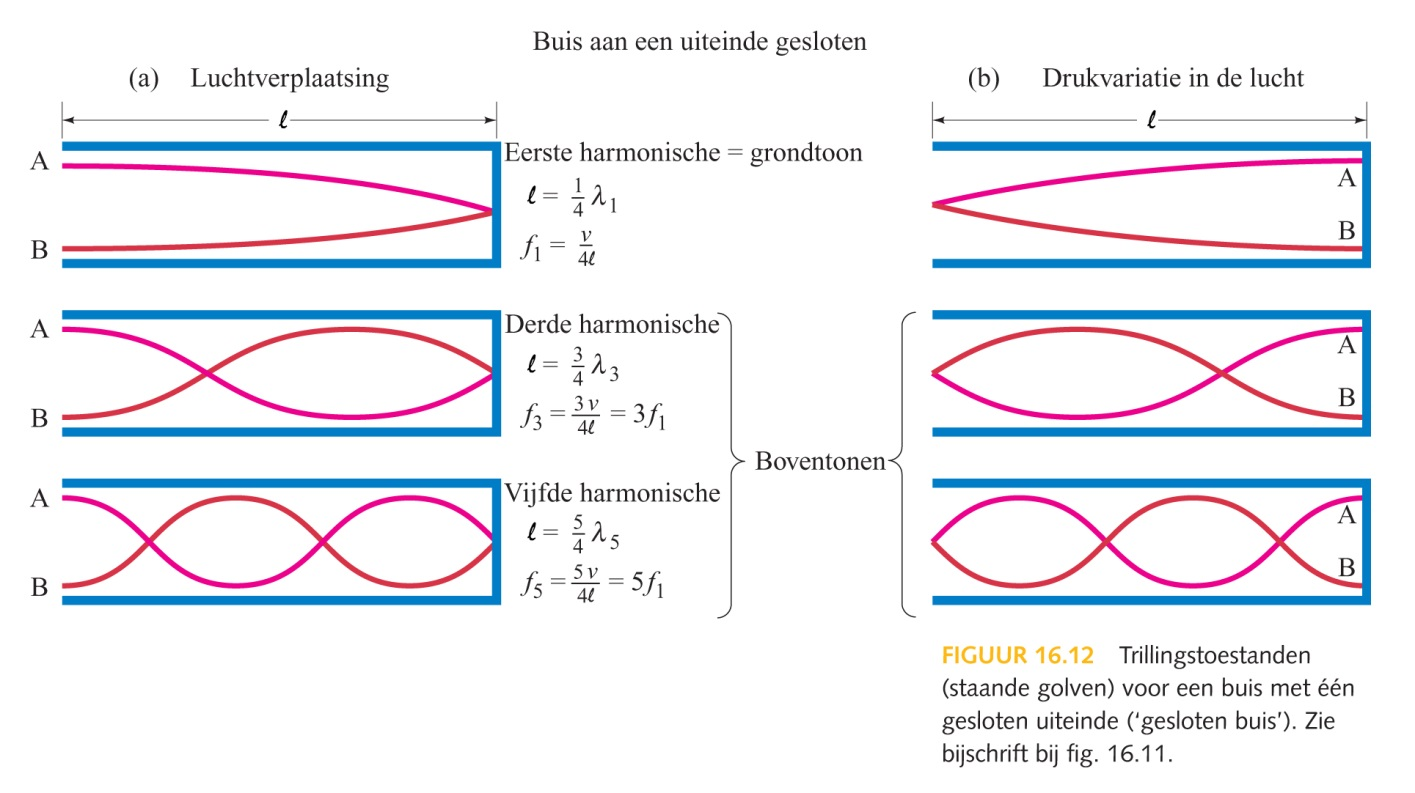 Buis aan een uiteinde gesloten
(a) Luchtverplaatsing
(b) Drukvariatie in de lucht
ℓ
ℓ
A
B
Eerste harmonische = grondtoon
ℓ = 1/4 λ₁
f₁ = v/4ℓ
A
B
A
B
Derde harmonische
ℓ = 3/4 λ₃
f₃ = 3v/4ℓ = 3f₁
A
B
Boventonen
A
B
Vijfde harmonische
ℓ = 5/4 λ₅
f₅ = 5v/4ℓ = 5f₁
A
B
FIGUUR 16.12 Trillingstoestanden
(staande golven) voor een buis met één
gesloten uiteinde (‘gesloten buis’). Zie
bijschrift bij fig. 16.11.